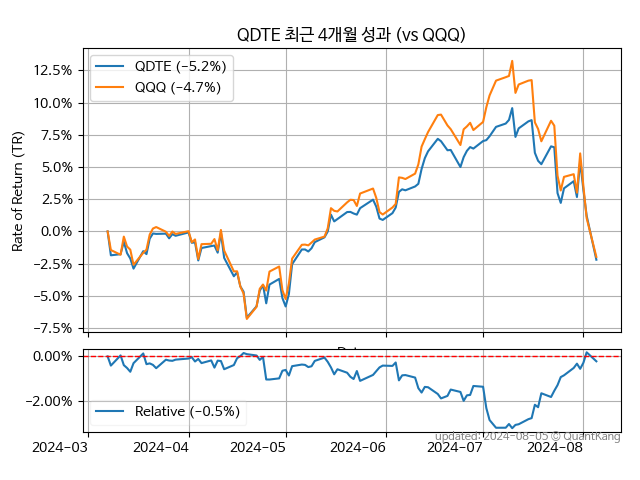 QDTE 최근 4개월 성과 (vs QQQ)
QDTE (−5.2%)
QQQ (−4.7%)
Rate of Return (TR)
12.5%
10.0%
7.5%
5.0%
2.5%
0.0%
−2.5%
−5.0%
−7.5%
0.00%
−2.00%
Relative (−0.5%)
updated: 2024-08-05 © QuantKang
2024-03
2024-04
2024-05
2024-06
2024-07
2024-08